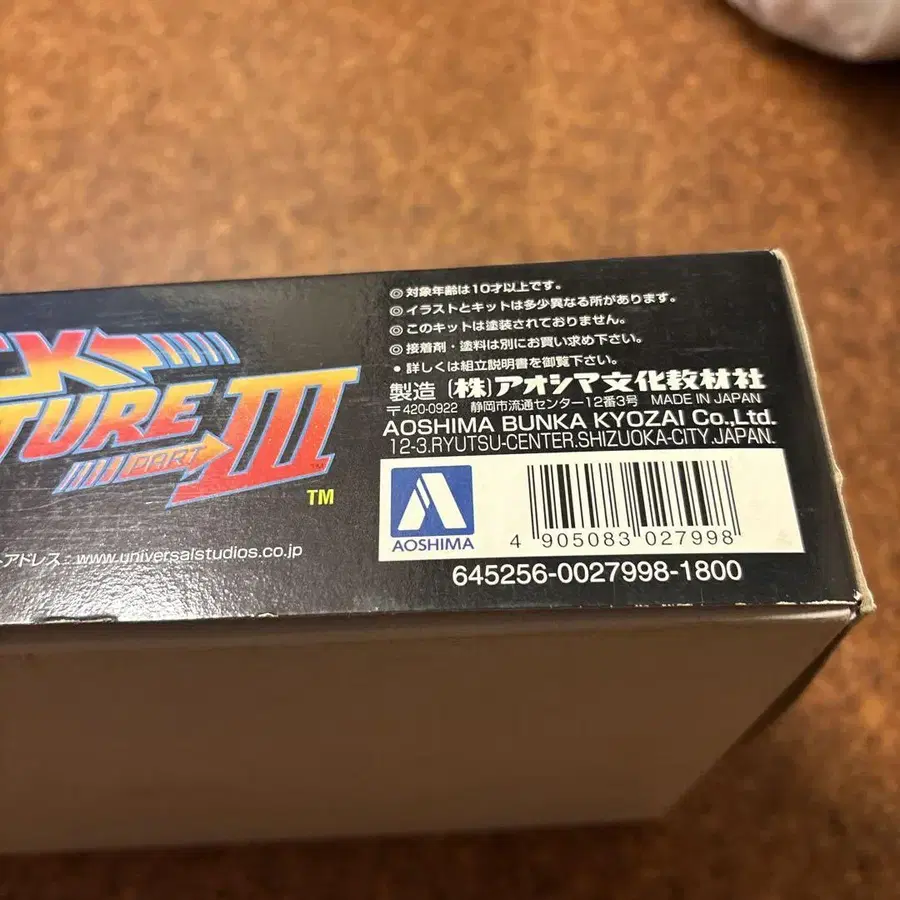 TURE
PART III
TM
アドレス：www.universalstudios.co.jp
◎対象年齢は10才以上です。
◎イラストとキットは多少異なる所があります。
◎このキットは塗装されておりません。
◎接着剤・塗料は別にお買い求め下さい。
•詳しくは組立説明書を御覧下さい。
製造 (株)アオシマ文化教材社
〒420-0922 静岡市流通センター12番3号 MADE IN JAPAN
AOSHIMA BUNKA KYOZAI Co.,Ltd.
12-3.RYUTSU-CENTER.SHIZUOKA-CITY.JAPAN.
AOSHIMA
4 905083 027998
645256-0027998-1800